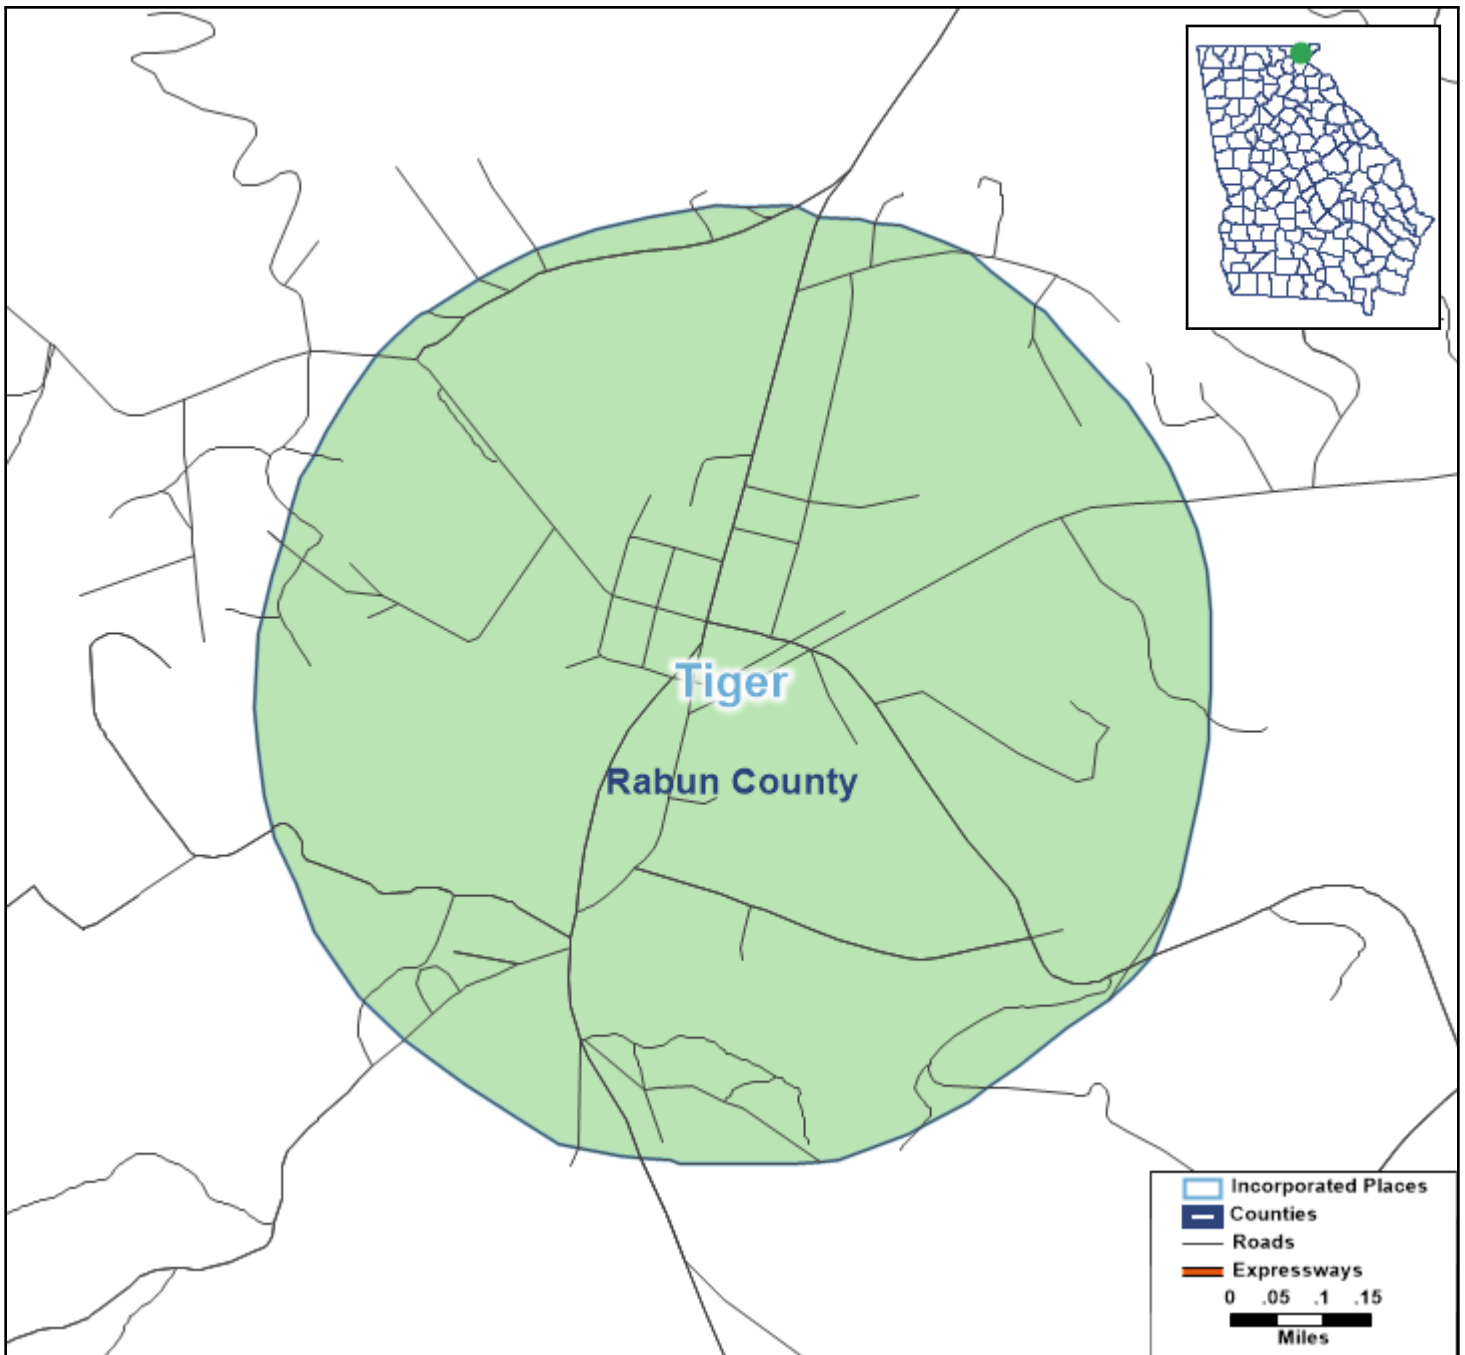 Tiger
Rabun County
Incorporated Places
Counties
Roads
Expressways
0 .05 .1 .15
Miles